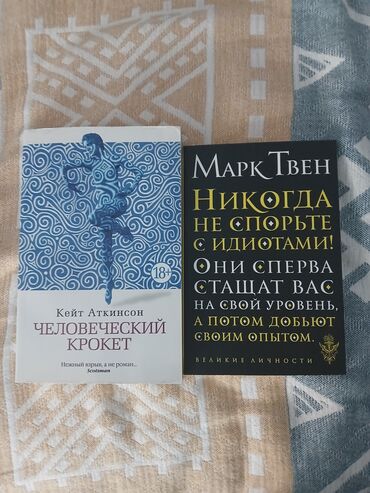 18+
Кейт Аткинсон
ЧЕЛОВЕЧЕСКИЙ
КРОКЕТ
Нежный взрыв, а не роман...
Scotsman
Марк Твен
Никогда
не спорьте
с идиотами!
Они сперва
стащат вас
на свой уровень,
а потом добьют
своим опытом.
ВЕЛИКИЕ ЛИЧНОСТИ